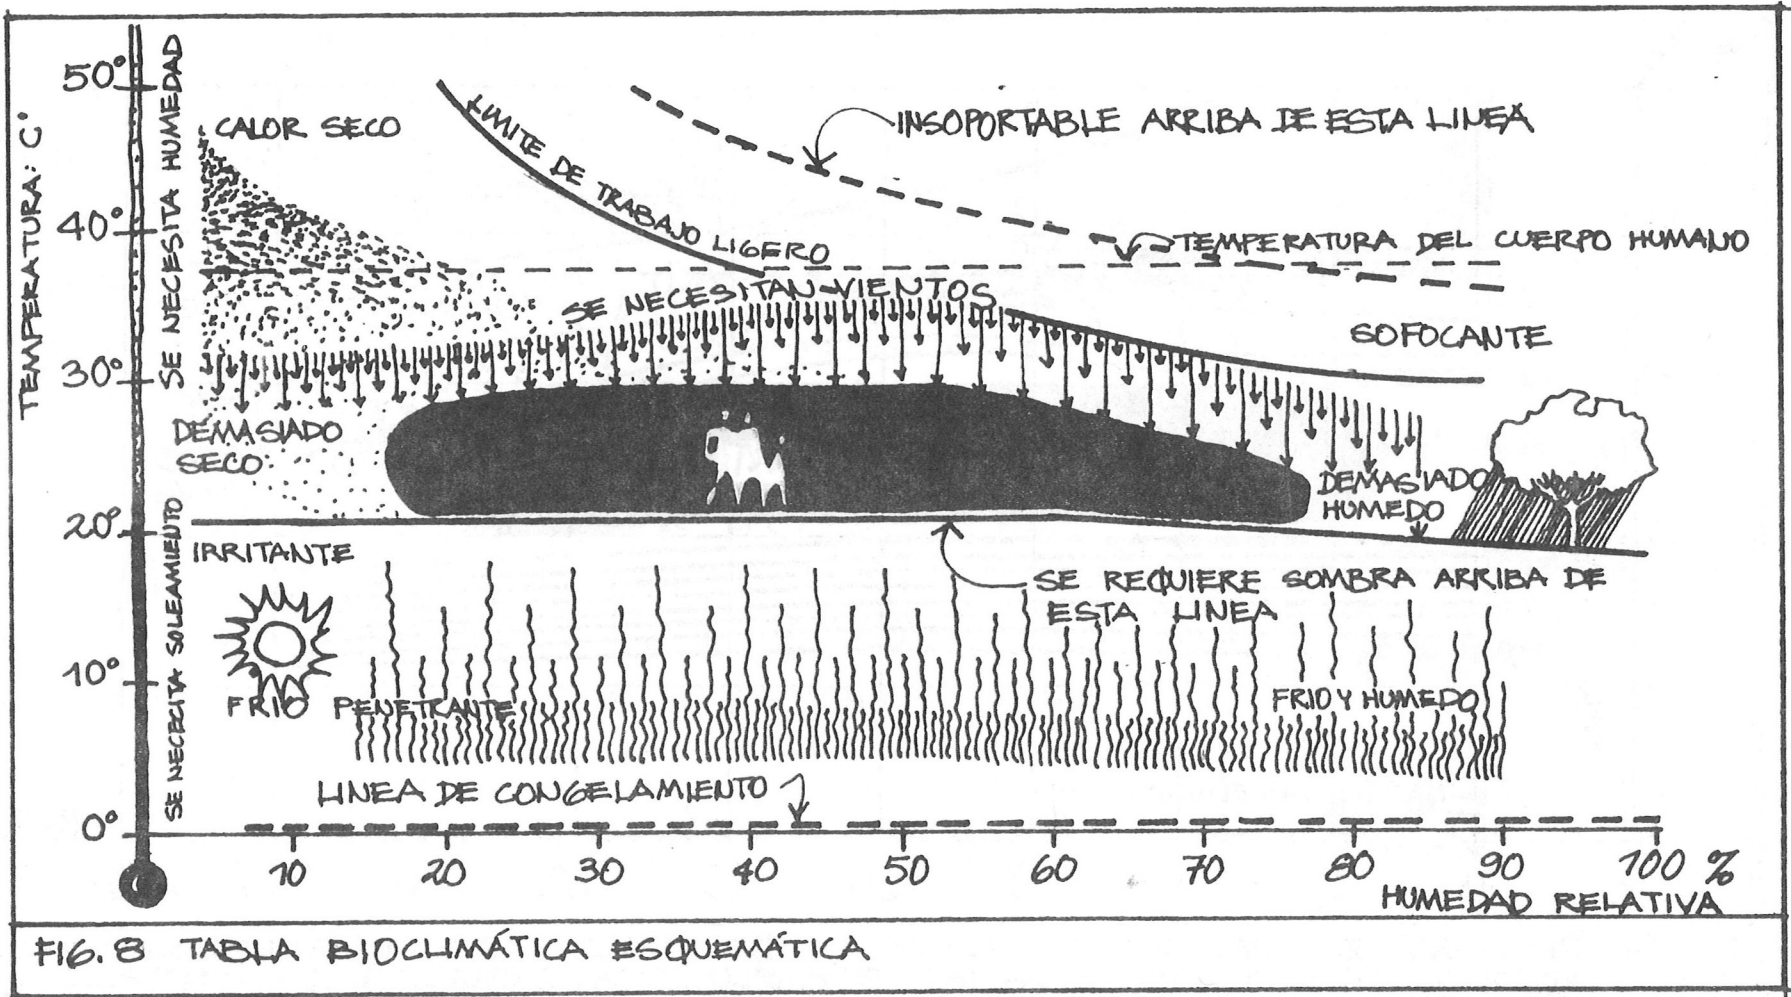 50°
40°
30°
20°
10°
0°
TEMPERATURA: C°
SE NECESITA HUMEDAD
SE NECECITA SOLEAMIENTO
CALOR SECO
LIMITE DE TRABAJO LIGERO
INSOPORTABLE ARRIBA DE ESTA LINEA
TEMPERATURA DEL CUERPO HUMANO
SE NECESITAN VIENTOS
SOFOCANTE
DEMASIADO
SECO
DEMASIADO
HUMEDO
IRRITANTE
SE REQUIERE SOMBRA ARRIBA DE
ESTA LINEA
FRIO PENETRANTE
FRIO Y HUMEDO
LINEA DE CONGELAMIENTO
10 20 30 40 50 60 70 80 90 100 %
HUMEDAD RELATIVA
FIG. 8 TABLA BIOCLIMÁTICA ESQUEMÁTICA